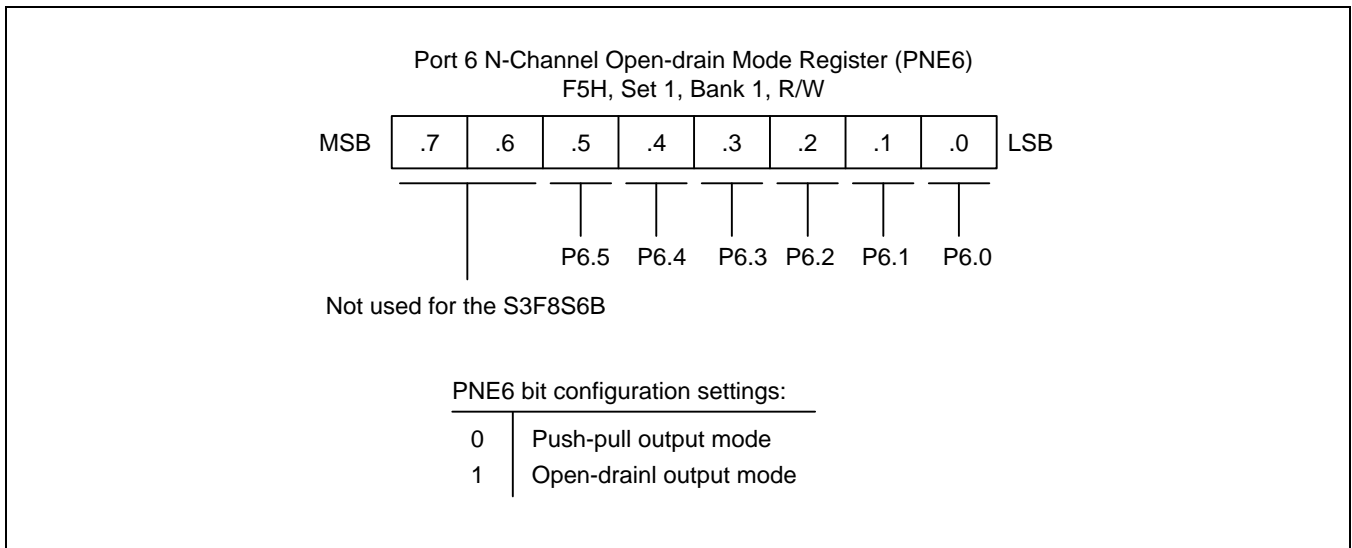 Port 6 N-Channel Open-drain Mode Register (PNE6)
F5H, Set 1, Bank 1, R/W
MSB .7 .6 .5 .4 .3 .2 .1 .0 LSB
P6.5 P6.4 P6.3 P6.2 P6.1 P6.0
Not used for the S3F8S6B
PNE6 bit configuration settings:
0 Push-pull output mode
1 Open-drainl output mode